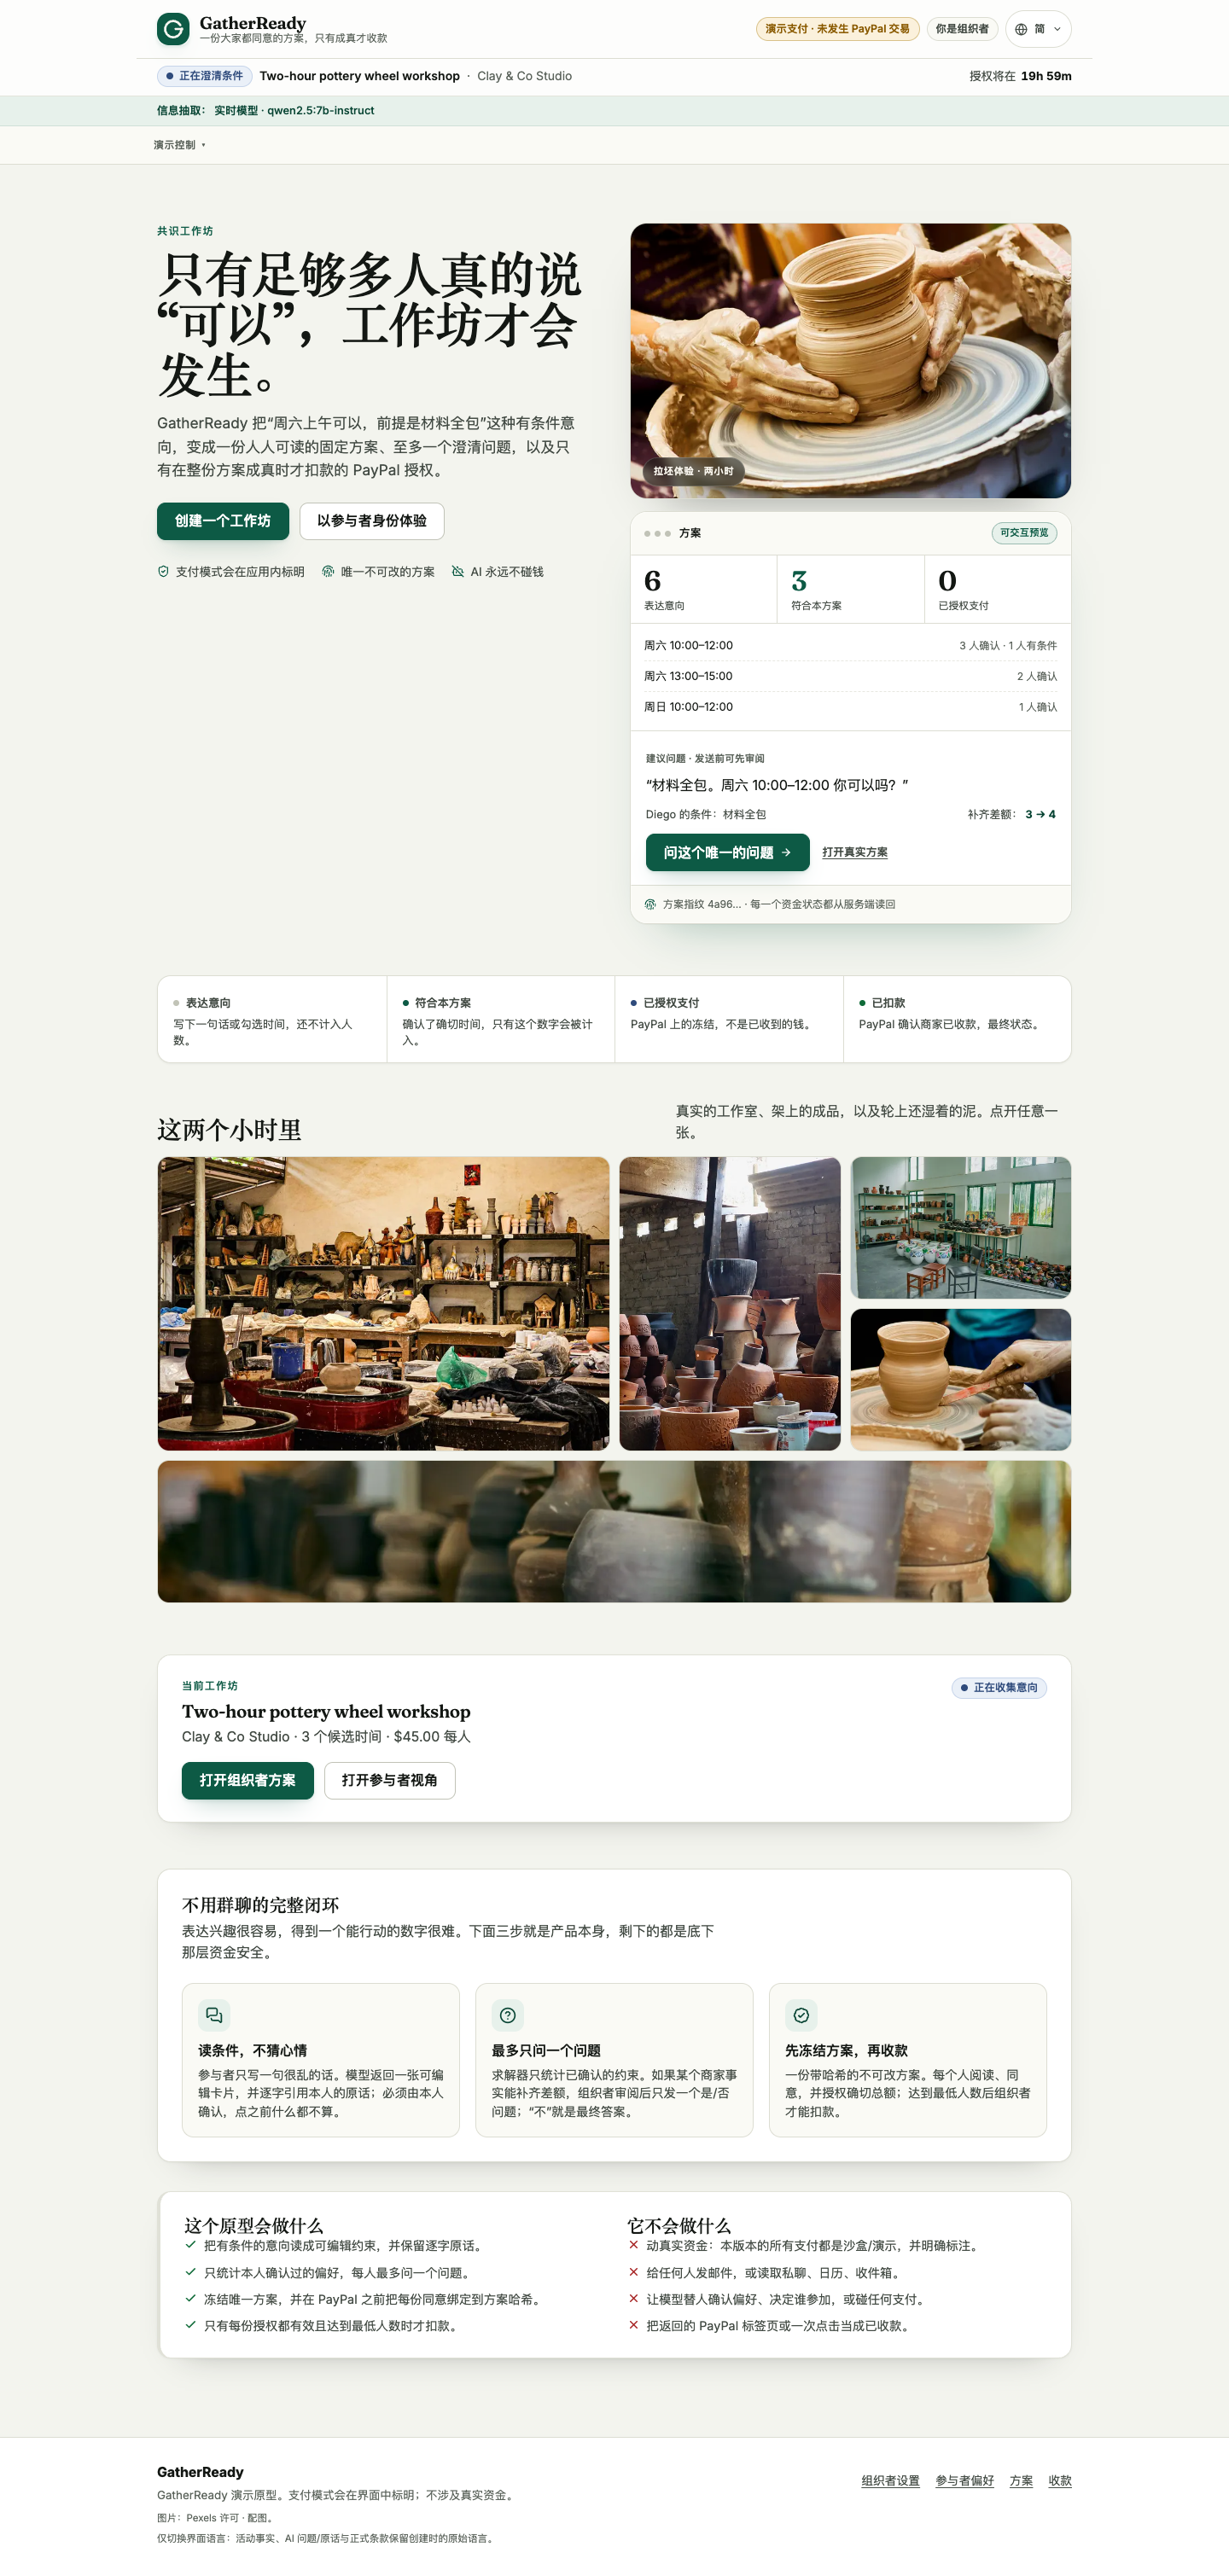 GatherReady
一份大家都同意的方案，只有成真才收款
演示支付 · 未发生 PayPal 交易
你是组织者
简
正在澄清条件
Two-hour pottery wheel workshop · Clay & Co Studio
授权将在 19h 59m
信息抽取： 实时模型 · qwen2.5:7b-instruct
演示控制
共识工作坊
只有足够多人真的说
“可以”，工作坊才会
发生。
GatherReady 把“周六上午可以，前提是材料全包”这种有条件意
向，变成一份人人可读的固定方案、至多一个澄清问题，以及只
有在整份方案成真时才扣款的 PayPal 授权。
创建一个工作坊
以参与者身份体验
支付模式会在应用内标明
唯一不可改的方案
AI 永远不碰钱
拉坯体验 · 两小时
方案
可交互预览
6
表达意向
3
符合本方案
0
已授权支付
周六 10:00–12:00
3 人确认 · 1 人有条件
周六 13:00–15:00
2 人确认
周日 10:00–12:00
1 人确认
建议问题 · 发送前可先审阅
“材料全包。周六 10:00–12:00 你可以吗？”
Diego 的条件：材料全包
补齐差额： 3 → 4
问这个唯一的问题 →
打开真实方案
方案指纹 4a96… · 每一个资金状态都从服务端读回
表达意向
写下一句话或勾选时间，还不计入人
数。
符合本方案
确认了确切时间，只有这个数字会被计
入。
已授权支付
PayPal 上的冻结，不是已收到的钱。
已扣款
PayPal 确认商家已收款，最终状态。
这两个小时里
真实的工作室、架上的成品，以及轮上还湿着的泥。点开任意一
张。
当前工作坊
正在收集意向
Two-hour pottery wheel workshop
Clay & Co Studio · 3 个候选时间 · $45.00 每人
打开组织者方案
打开参与者视角
不用群聊的完整闭环
表达兴趣很容易，得到一个能行动的数字很难。下面三步就是产品本身，剩下的都是底下
那层资金安全。
读条件，不猜心情
参与者只写一句很乱的话。模型返回一张可编
辑卡片，并逐字引用本人的原话；必须由本人
确认，点之前什么都不算。
最多只问一个问题
求解器只统计已确认的约束。如果某个商家事
实能补齐差额，组织者审阅后只发一个是/否
问题；“不”就是最终答案。
先冻结方案，再收款
一份带哈希的不可改方案。每个人阅读、同
意，并授权确切总额；达到最低人数后组织者
才能扣款。
这个原型会做什么
把有条件的意向读成可编辑约束，并保留逐字原话。
只统计本人确认过的偏好，每人最多问一个问题。
冻结唯一方案，并在 PayPal 之前把每份同意绑定到方案哈希。
只有每份授权都有效且达到最低人数时才扣款。
它不会做什么
动真实资金：本版本的所有支付都是沙盒/演示，并明确标注。
给任何人发邮件，或读取私聊、日历、收件箱。
让模型替人确认偏好、决定谁参加，或碰任何支付。
把返回的 PayPal 标签页或一次点击当成已收款。
GatherReady
GatherReady 演示原型。支付模式会在界面中标明；不涉及真实资金。
图片：Pexels 许可 · 配图。
仅切换界面语言：活动事实、AI 问题/原话与正式条款保留创建时的原始语言。
组织者设置
参与者偏好
方案
收款